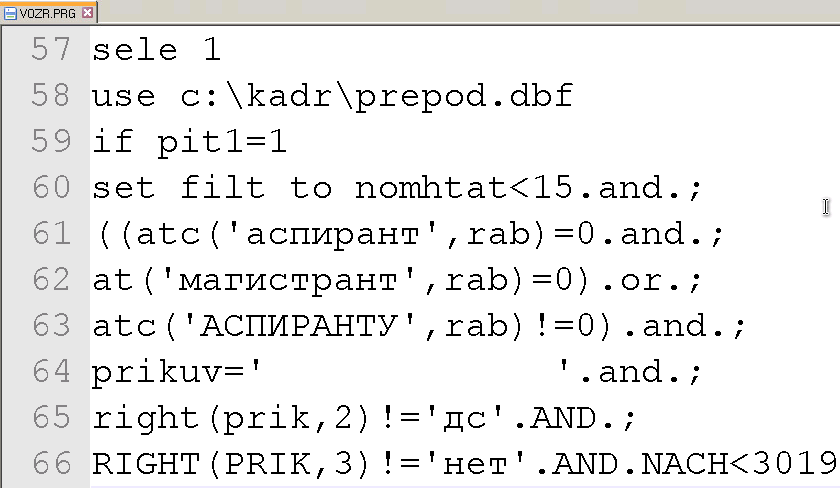 VOZR.PRG
57 sele 1
58 use c:\kadr\prepod.dbf
59 if pit1=1
60 set filt to nomhtat<15.and.;
61 ((atc('аспирант',rab)=0.and.;
62 at('магистрант',rab)=0).or.;
63 atc('АСПИРАНТУ',rab)!=0).and.;
64 prikuv='             '.and.;
65 right(prik,2)!='дс'.AND.;
66 RIGHT(PRIK,3)!='нет'.AND.NACH<3019